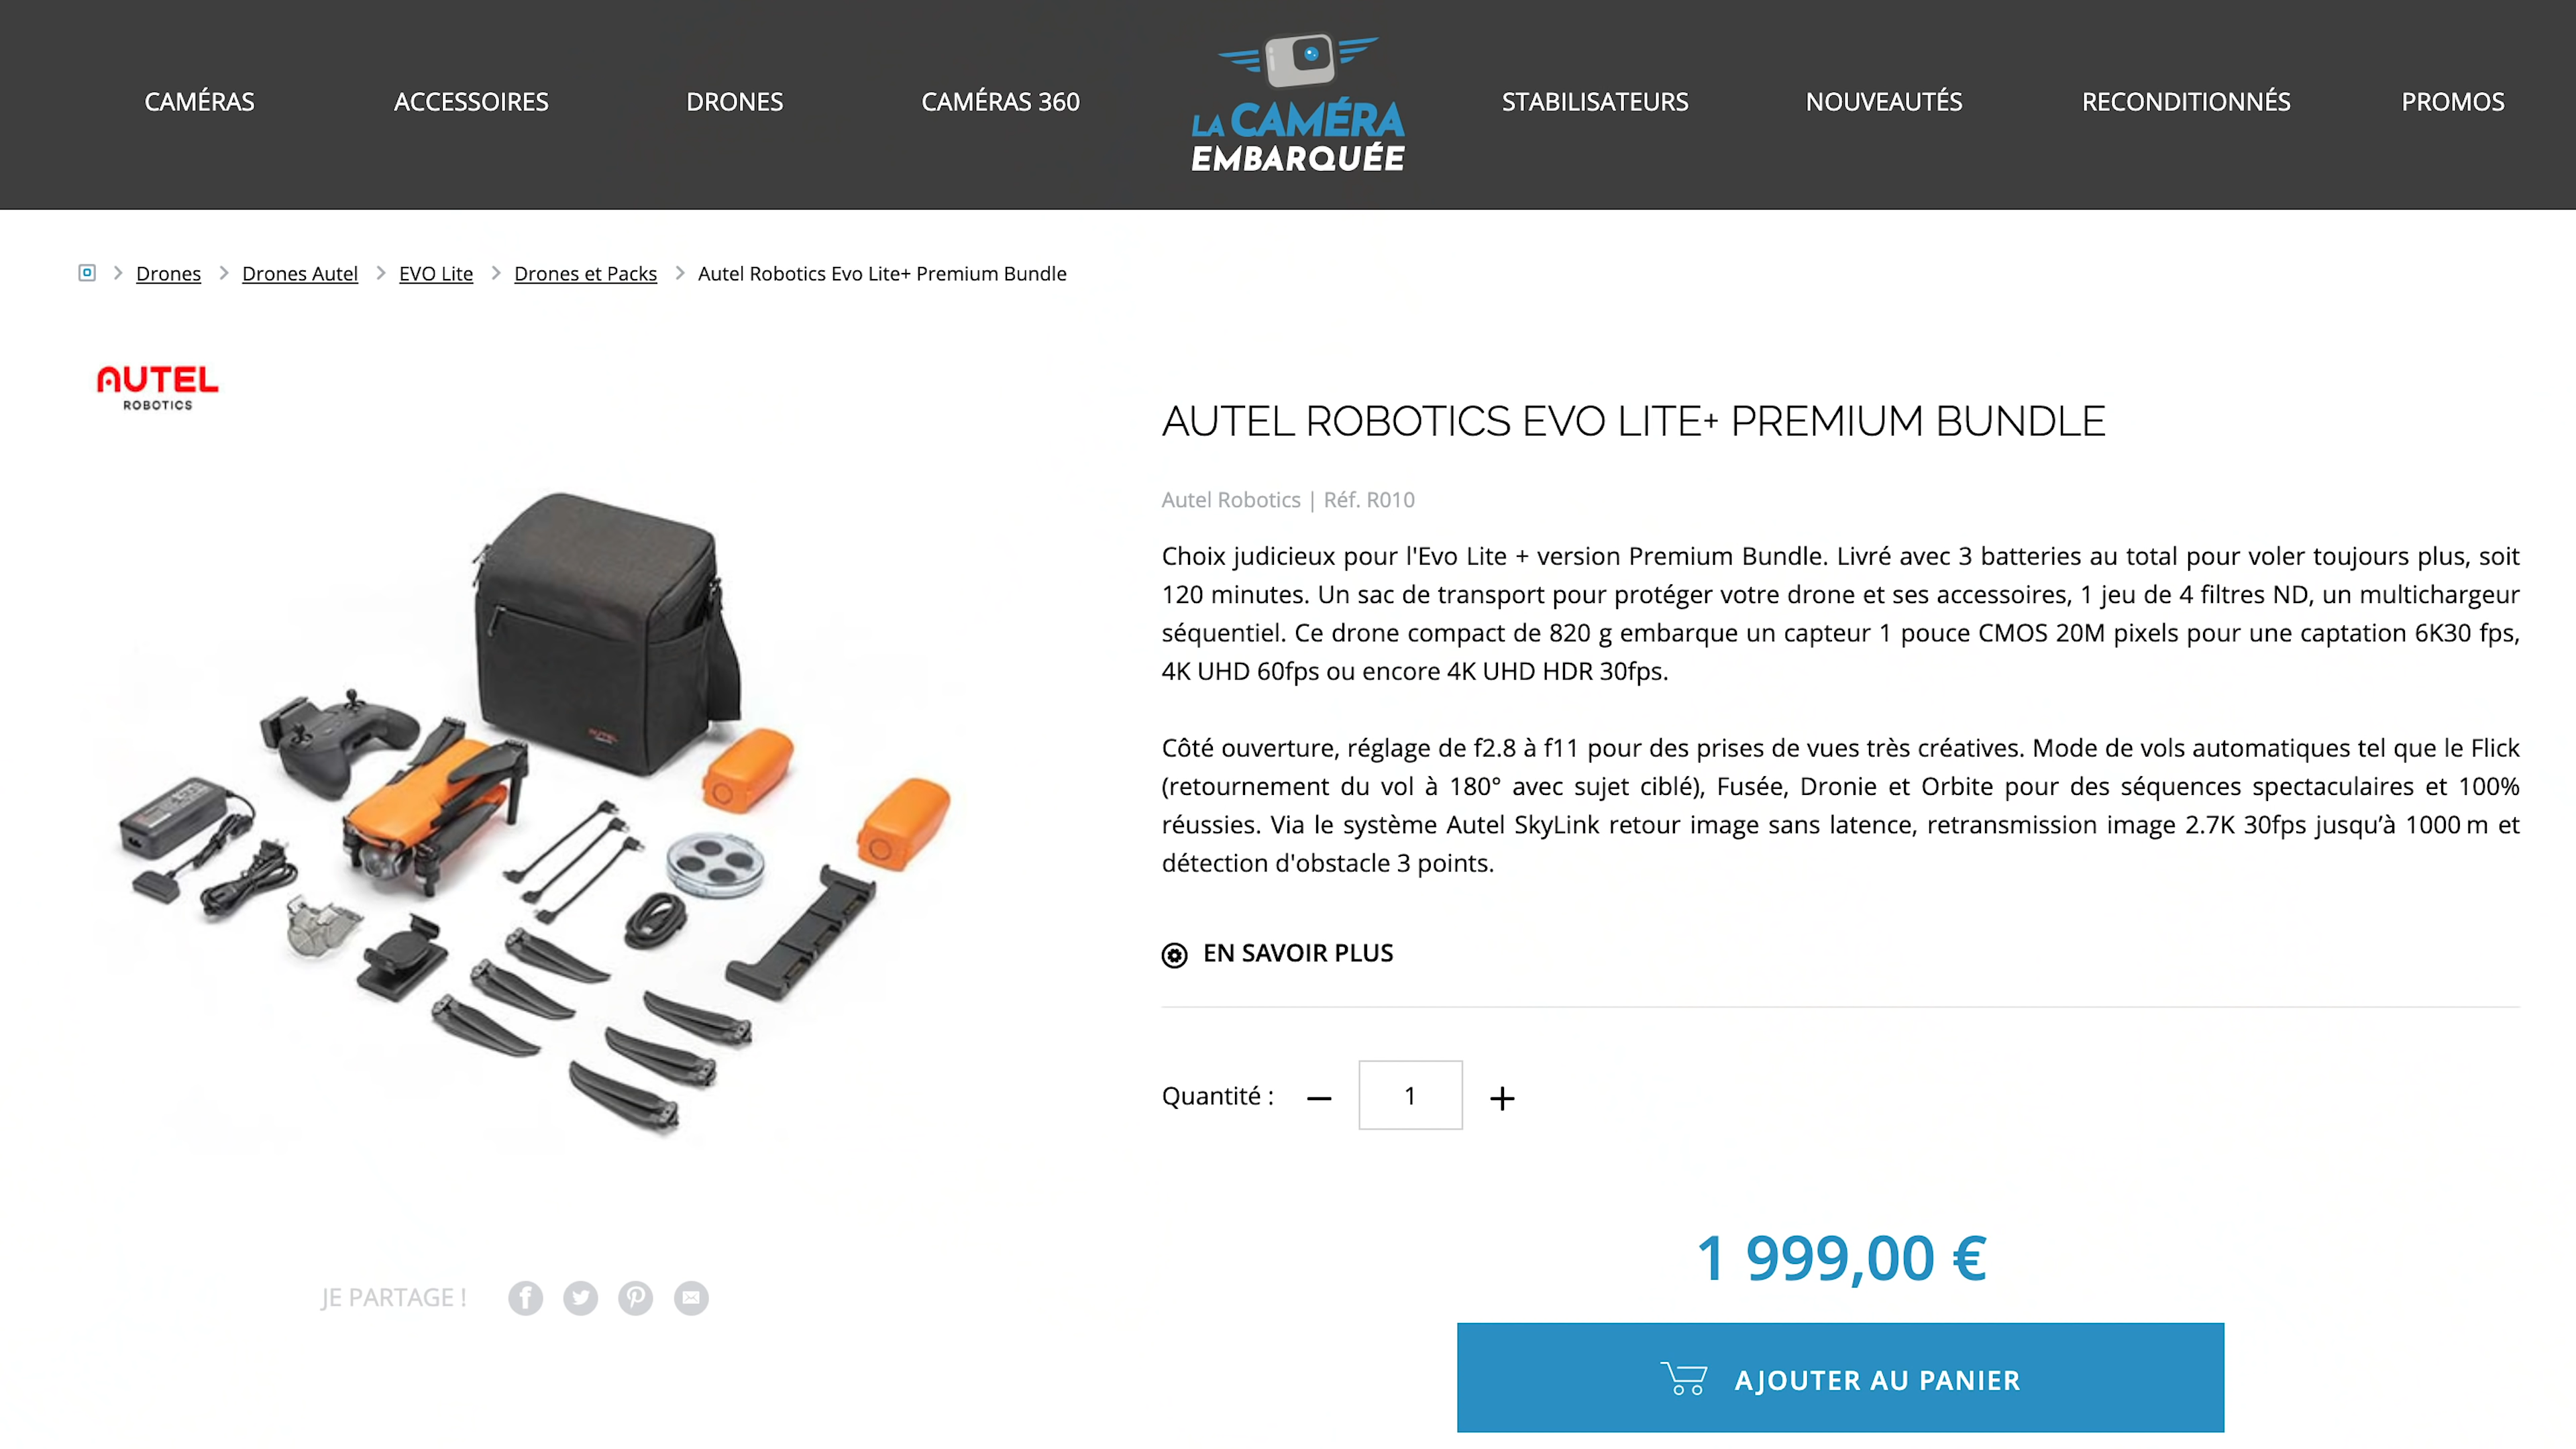 CAMÉRAS
ACCESSOIRES
DRONES
CAMÉRAS 360
LA CAMÉRA
EMBARQUÉE
STABILISATEURS
NOUVEAUTÉS
RECONDITIONNÉS
PROMOS
Drones > Drones Autel > EVO Lite > Drones et Packs > Autel Robotics Evo Lite+ Premium Bundle
AUTEL
ROBOTICS
AUTEL ROBOTICS EVO LITE+ PREMIUM BUNDLE
Autel Robotics | Réf. R010
Choix judicieux pour l'Evo Lite + version Premium Bundle. Livré avec 3 batteries au total pour voler toujours plus, soit
120 minutes. Un sac de transport pour protéger votre drone et ses accessoires, 1 jeu de 4 filtres ND, un multichargeur
séquentiel. Ce drone compact de 820 g embarque un capteur 1 pouce CMOS 20M pixels pour une captation 6K30 fps,
4K UHD 60fps ou encore 4K UHD HDR 30fps.
Côté ouverture, réglage de f2.8 à f11 pour des prises de vues très créatives. Mode de vols automatiques tel que le Flick
(retournement du vol à 180° avec sujet ciblé), Fusée, Dronie et Orbite pour des séquences spectaculaires et 100%
réussies. Via le système Autel SkyLink retour image sans latence, retransmission image 2.7K 30fps jusqu’à 1000 m et
détection d'obstacle 3 points.
EN SAVOIR PLUS
Quantité : − 1 +
1 999,00 €
AJOUTER AU PANIER
JE PARTAGE !
AUTEL